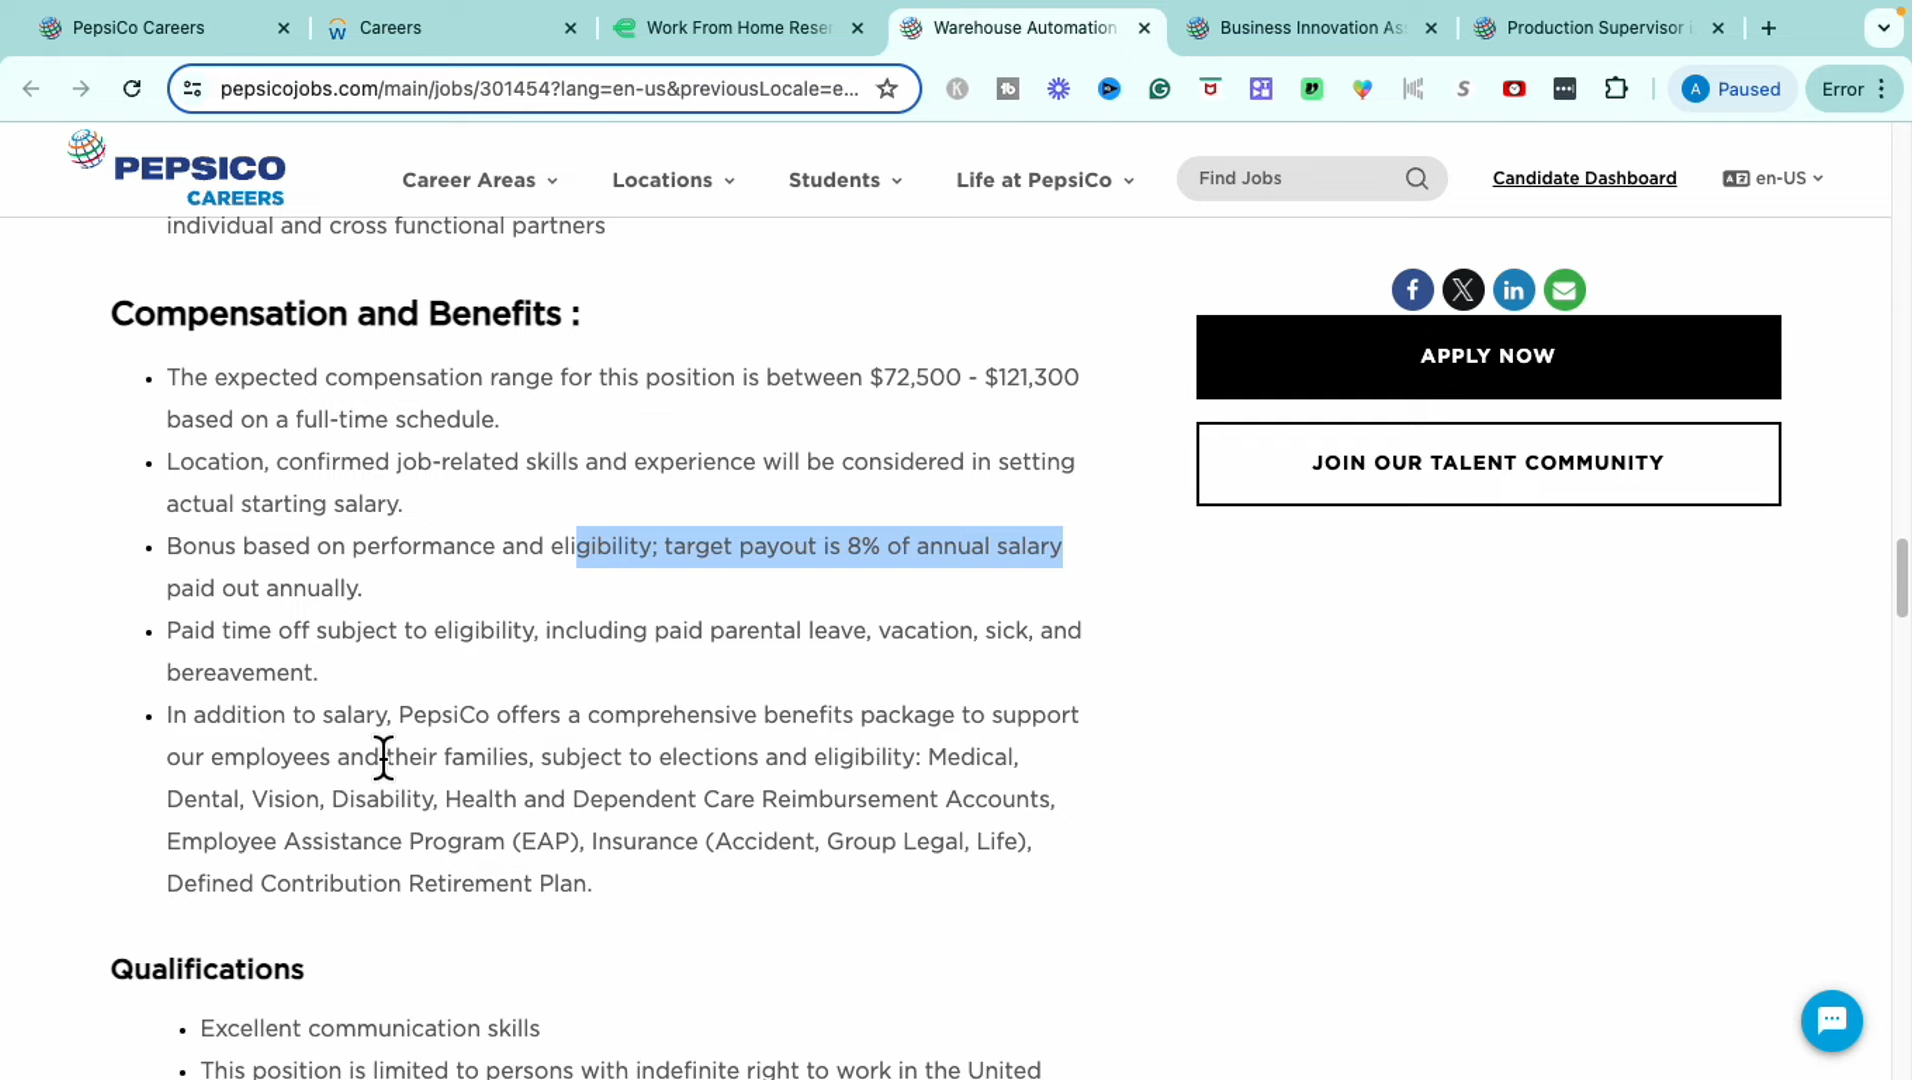 PepsiCo Careers
Careers
Work From Home Reser
Warehouse Automation
Business Innovation As
Production Supervisor i
pepsicojobs.com/main/jobs/301454?lang=en-us&previousLocale=e...
A Paused
Error
PEPSICO
CAREERS
Career Areas
Locations
Students
Life at PepsiCo
Find Jobs
Candidate Dashboard
en-US
individual and cross functional partners
Compensation and Benefits :
• The expected compensation range for this position is between $72,500 - $121,300
based on a full-time schedule.
• Location, confirmed job-related skills and experience will be considered in setting
actual starting salary.
• Bonus based on performance and eligibility; target payout is 8% of annual salary
paid out annually.
• Paid time off subject to eligibility, including paid parental leave, vacation, sick, and
bereavement.
• In addition to salary, PepsiCo offers a comprehensive benefits package to support
our employees and their families, subject to elections and eligibility: Medical,
Dental, Vision, Disability, Health and Dependent Care Reimbursement Accounts,
Employee Assistance Program (EAP), Insurance (Accident, Group Legal, Life),
Defined Contribution Retirement Plan.
Qualifications
• Excellent communication skills
• This position is limited to persons with indefinite right to work in the United
APPLY NOW
JOIN OUR TALENT COMMUNITY